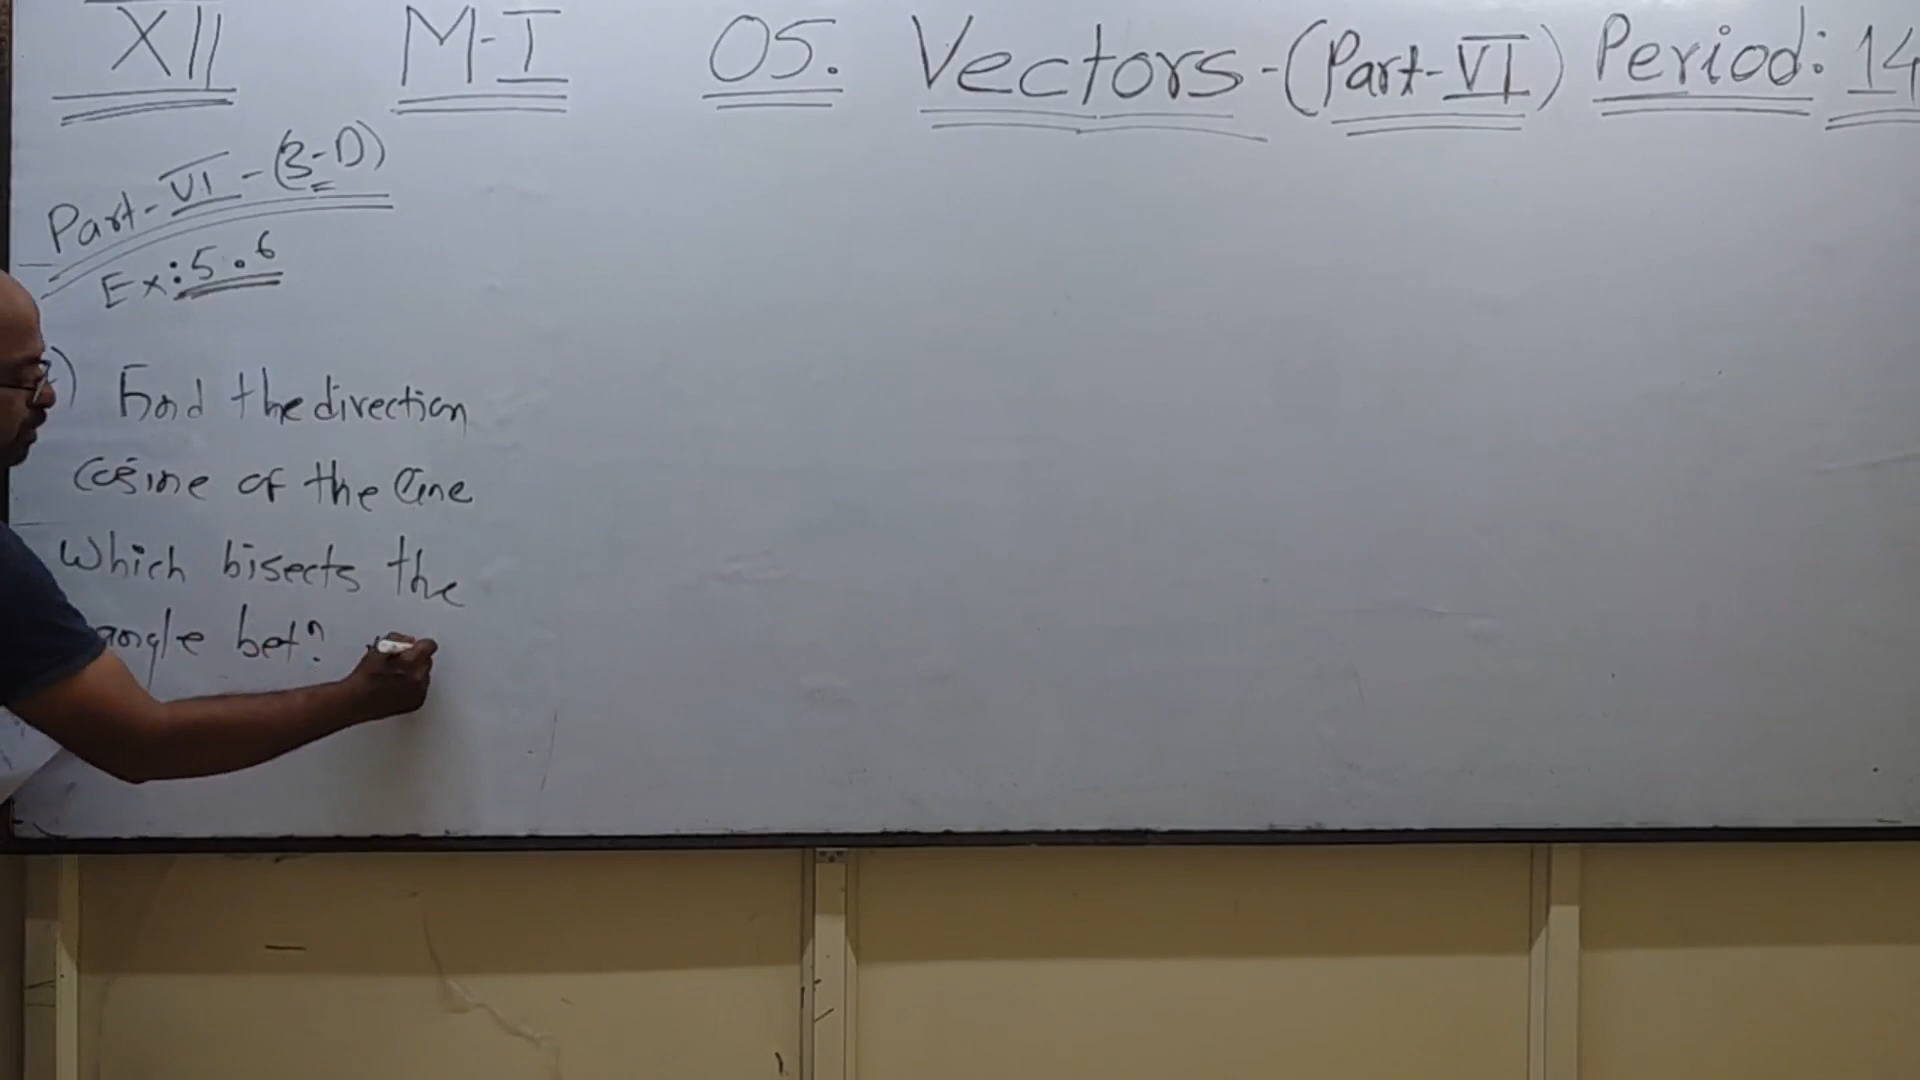 XII M-I 05. Vectors-(Part-VI) Period: 14
Part-VI-(3-D)
Ex:5.6
) Find the direction
cosine of the line
which bisects the
angle betn